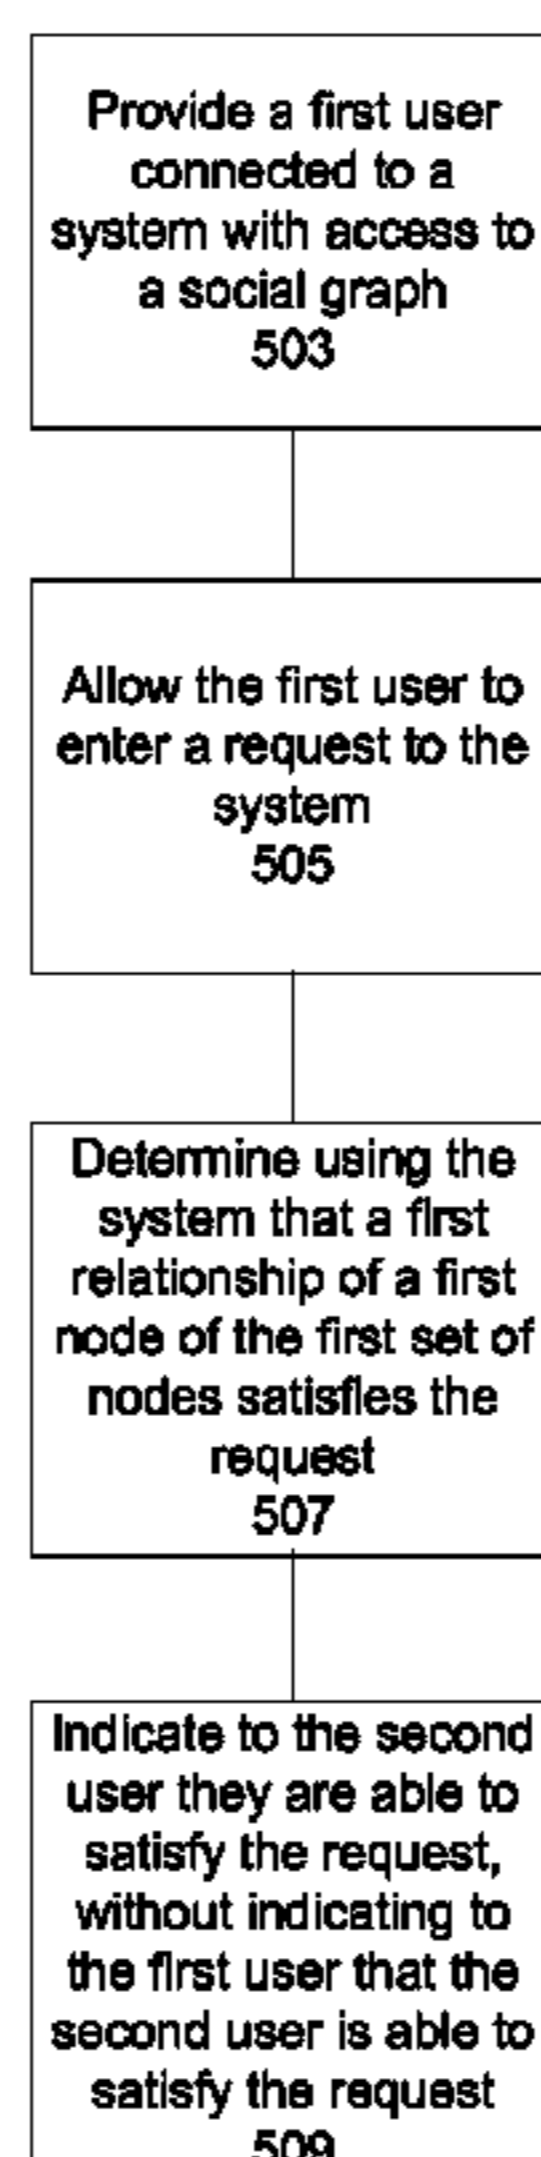 Provide a first user
connected to a
system with access to
a social graph
503
Allow the first user to
enter a request to the
system
505
Determine using the
system that a first
relationship of a first
node of the first set of
nodes satisfies the
request
507
Indicate to the second
user they are able to
satisfy the request,
without indicating to
the first user that the
second user is able to
satisfy the request
509